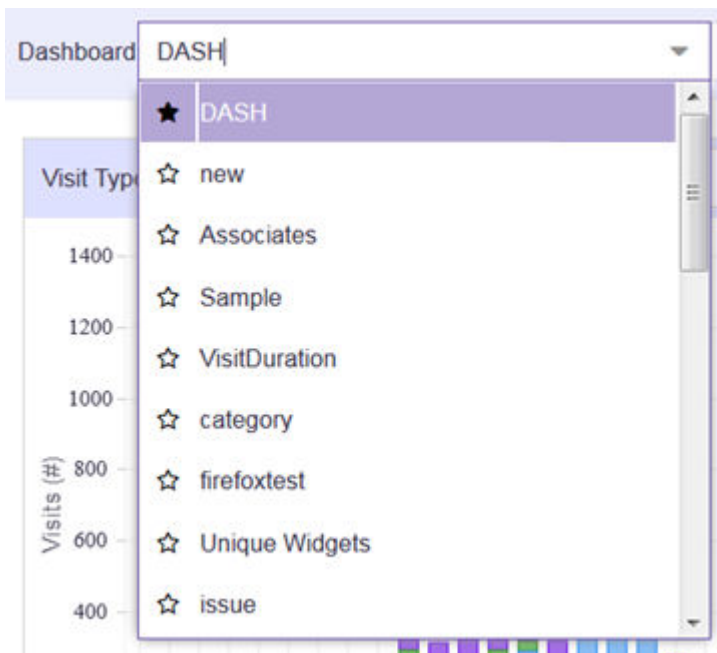 Dashboard DASH
DASH
Visit Typ
new
Associates
Sample
VisitDuration
category
firefoxtest
Unique Widgets
issue
1400
1200
1000
800
600
400
Visits (#)